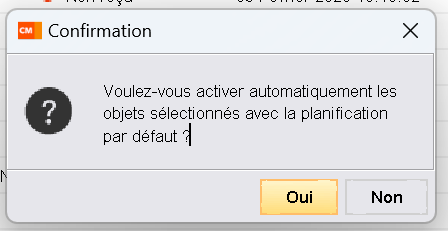 CM Confirmation
Voulez-vous activer automatiquement les
objets sélectionnés avec la planification
par défaut ?
Oui Non